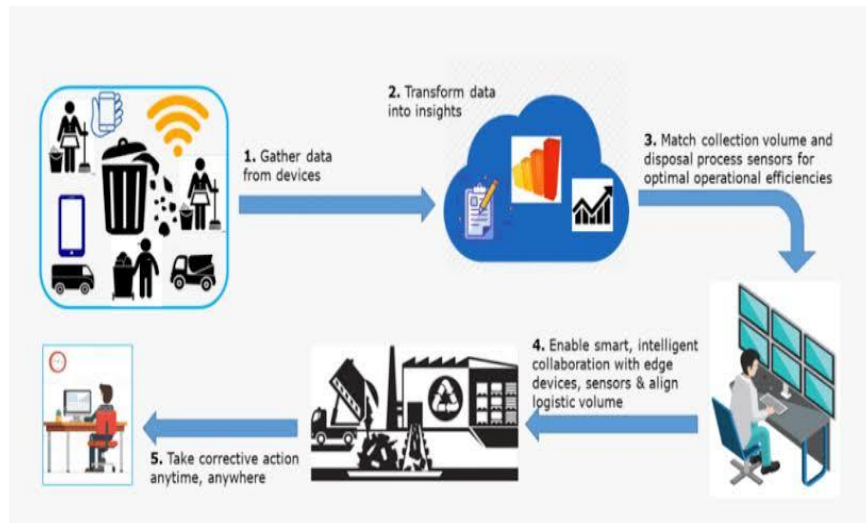 1. Gather data
from devices
2. Transform data
into insights
3. Match collection volume and
disposal process sensors for
optimal operational efficiencies
4. Enable smart, intelligent
collaboration with edge
devices, sensors & align
logistic volume
5. Take corrective action
anytime, anywhere